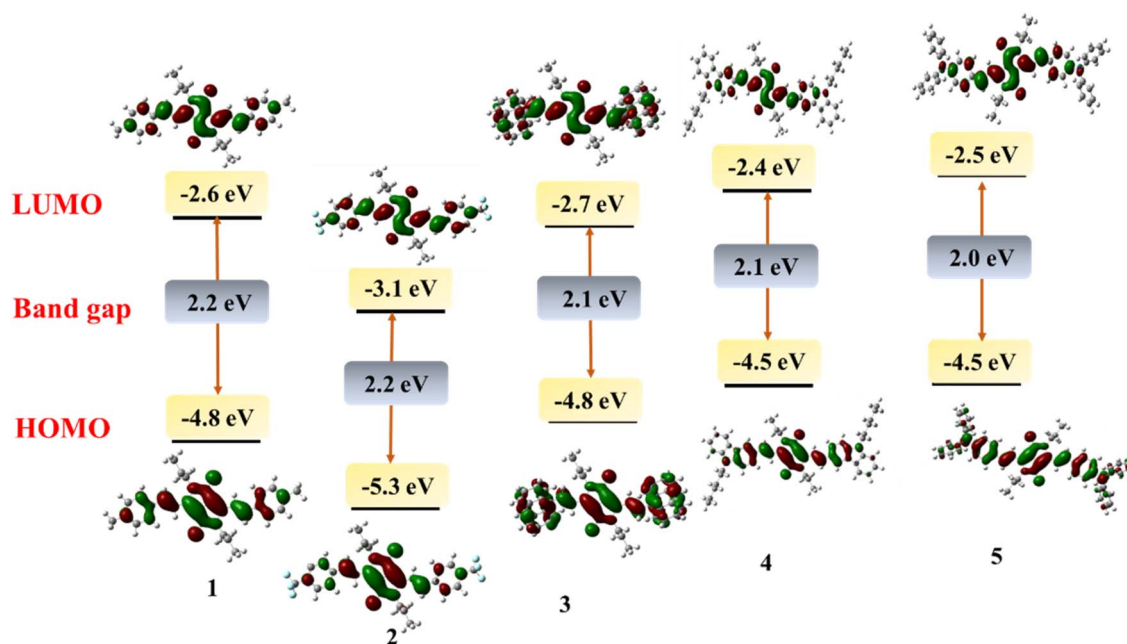 LUMO
Band gap
HOMO
-2.6 eV
2.2 eV
-4.8 eV
1
-3.1 eV
2.2 eV
-5.3 eV
2
-2.7 eV
2.1 eV
-4.8 eV
3
-2.4 eV
2.1 eV
-4.5 eV
4
-2.5 eV
2.0 eV
-4.5 eV
5